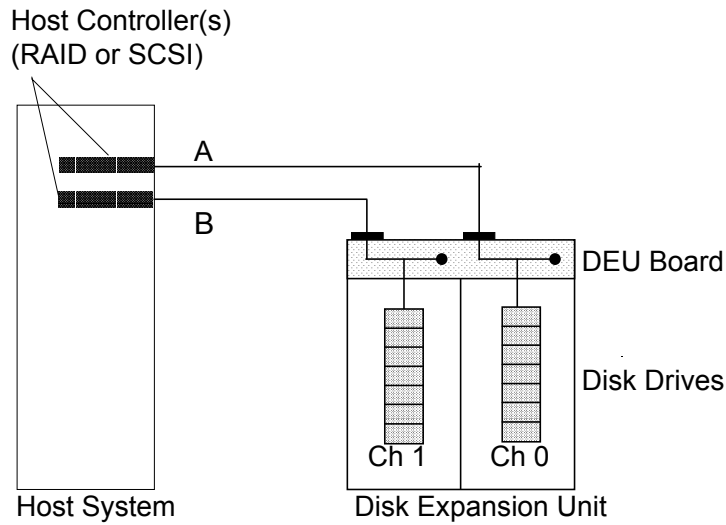 Host Controller(s)
(RAID or SCSI)
A
B
DEU Board
Disk Drives
Ch 1
Ch 0
Host System
Disk Expansion Unit